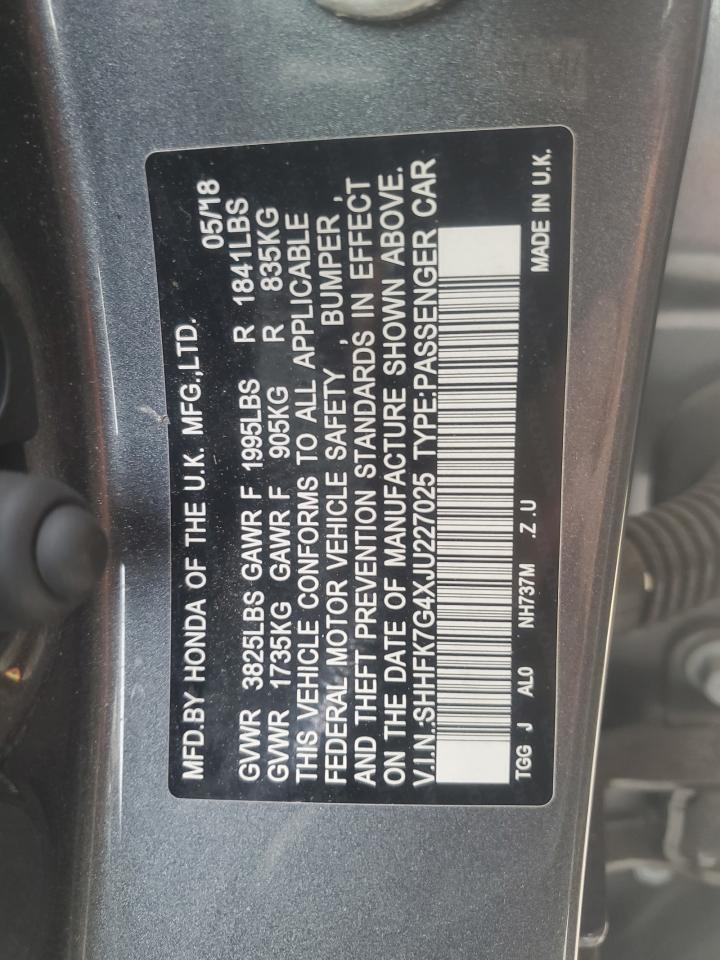 MFD.BY HONDA OF THE U.K. MFG.,LTD. 05/18
GVWR 3825LBS GAWR F 1995LBS R 1841LBS
GVWR 1735KG GAWR F 905KG R 835KG
THIS VEHICLE CONFORMS TO ALL APPLICABLE
FEDERAL MOTOR VEHICLE SAFETY , BUMPER ,
AND THEFT PREVENTION STANDARDS IN EFFECT
ON THE DATE OF MANUFACTURE SHOWN ABOVE.
V.I.N.:SHHFK7G4XJU227025 TYPE:PASSENGER CAR
TGG J AL0 NH737M .Z .U MADE IN U.K.